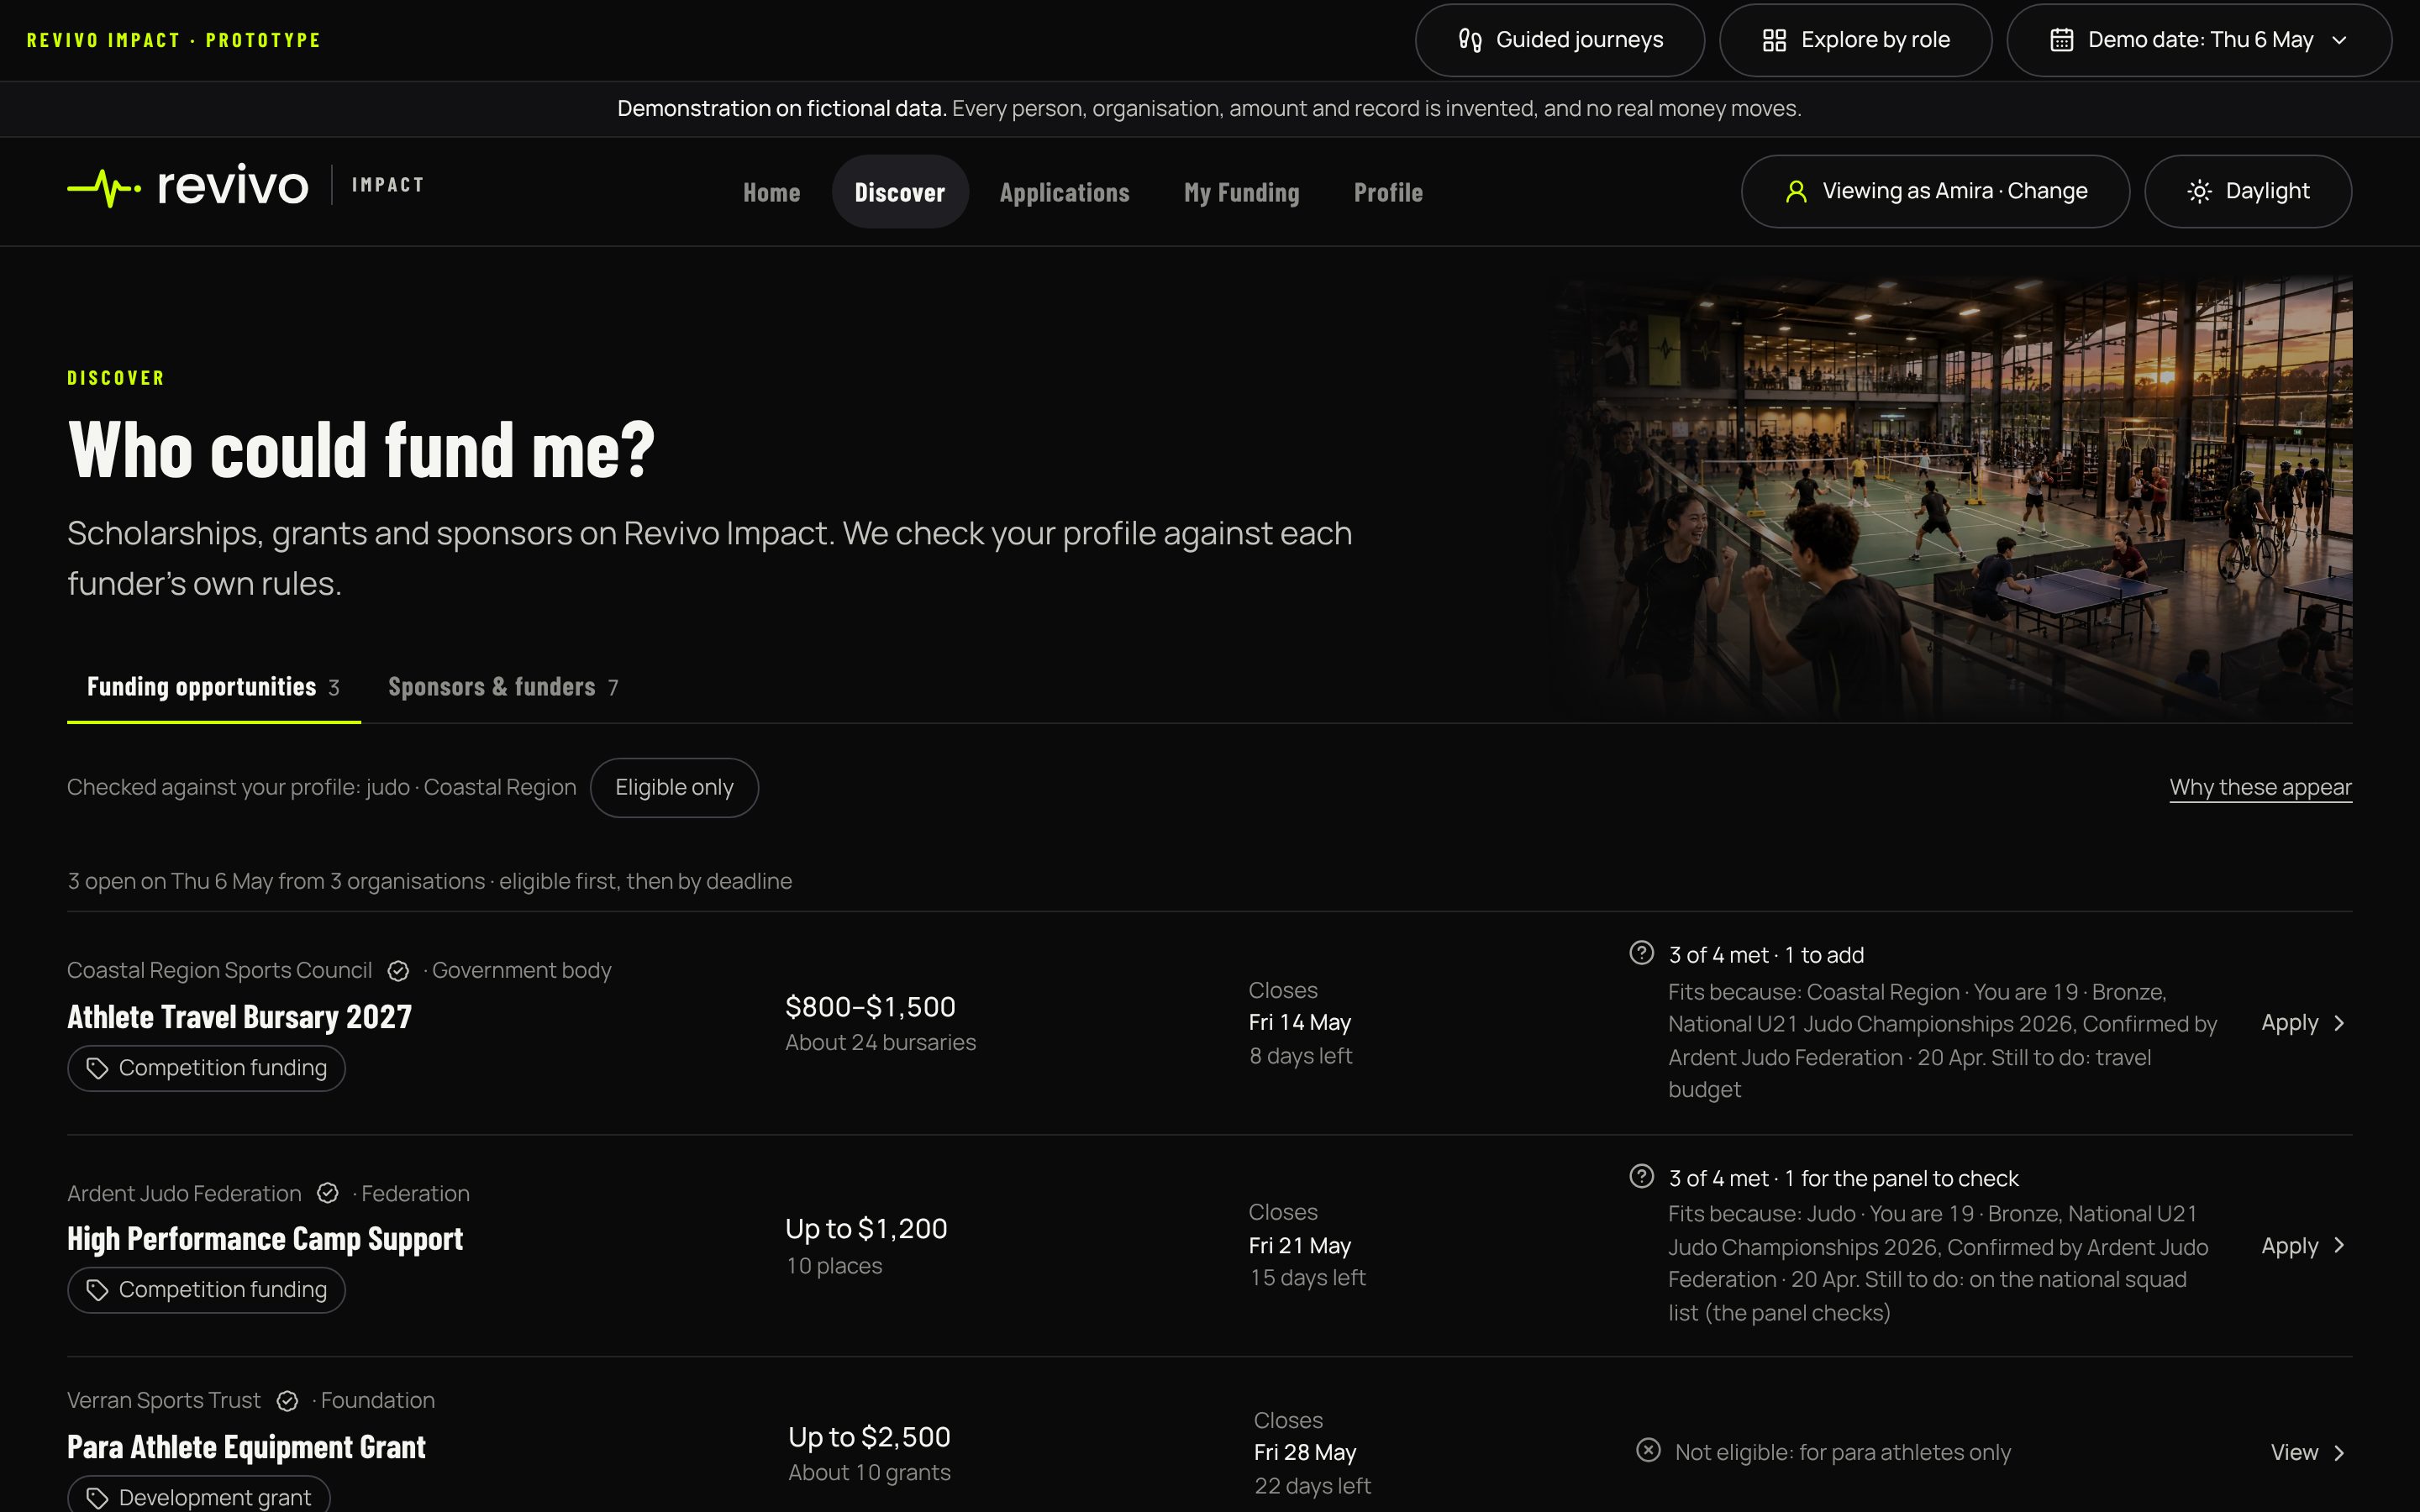 REVIVO IMPACT · PROTOTYPE
Guided journeys
Explore by role
Demo date: Thu 6 May
Demonstration on fictional data. Every person, organisation, amount and record is invented, and no real money moves.
revivo
IMPACT
Home
Discover
Applications
My Funding
Profile
Viewing as Amira · Change
Daylight
DISCOVER
Who could fund me?
Scholarships, grants and sponsors on Revivo Impact. We check your profile against each
funder’s own rules.
Funding opportunities 3
Sponsors & funders 7
Checked against your profile: judo · Coastal Region
Eligible only
Why these appear
3 open on Thu 6 May from 3 organisations · eligible first, then by deadline
Coastal Region Sports Council · Government body
Athlete Travel Bursary 2027
Competition funding
$800–$1,500
About 24 bursaries
Closes
Fri 14 May
8 days left
3 of 4 met · 1 to add
Fits because: Coastal Region · You are 19 · Bronze,
National U21 Judo Championships 2026, Confirmed by
Ardent Judo Federation · 20 Apr. Still to do: travel
budget
Apply
Ardent Judo Federation · Federation
High Performance Camp Support
Competition funding
Up to $1,200
10 places
Closes
Fri 21 May
15 days left
3 of 4 met · 1 for the panel to check
Fits because: Judo · You are 19 · Bronze, National U21
Judo Championships 2026, Confirmed by Ardent Judo
Federation · 20 Apr. Still to do: on the national squad
list (the panel checks)
Apply
Verran Sports Trust · Foundation
Para Athlete Equipment Grant
Development grant
Up to $2,500
About 10 grants
Closes
Fri 28 May
22 days left
Not eligible: for para athletes only
View